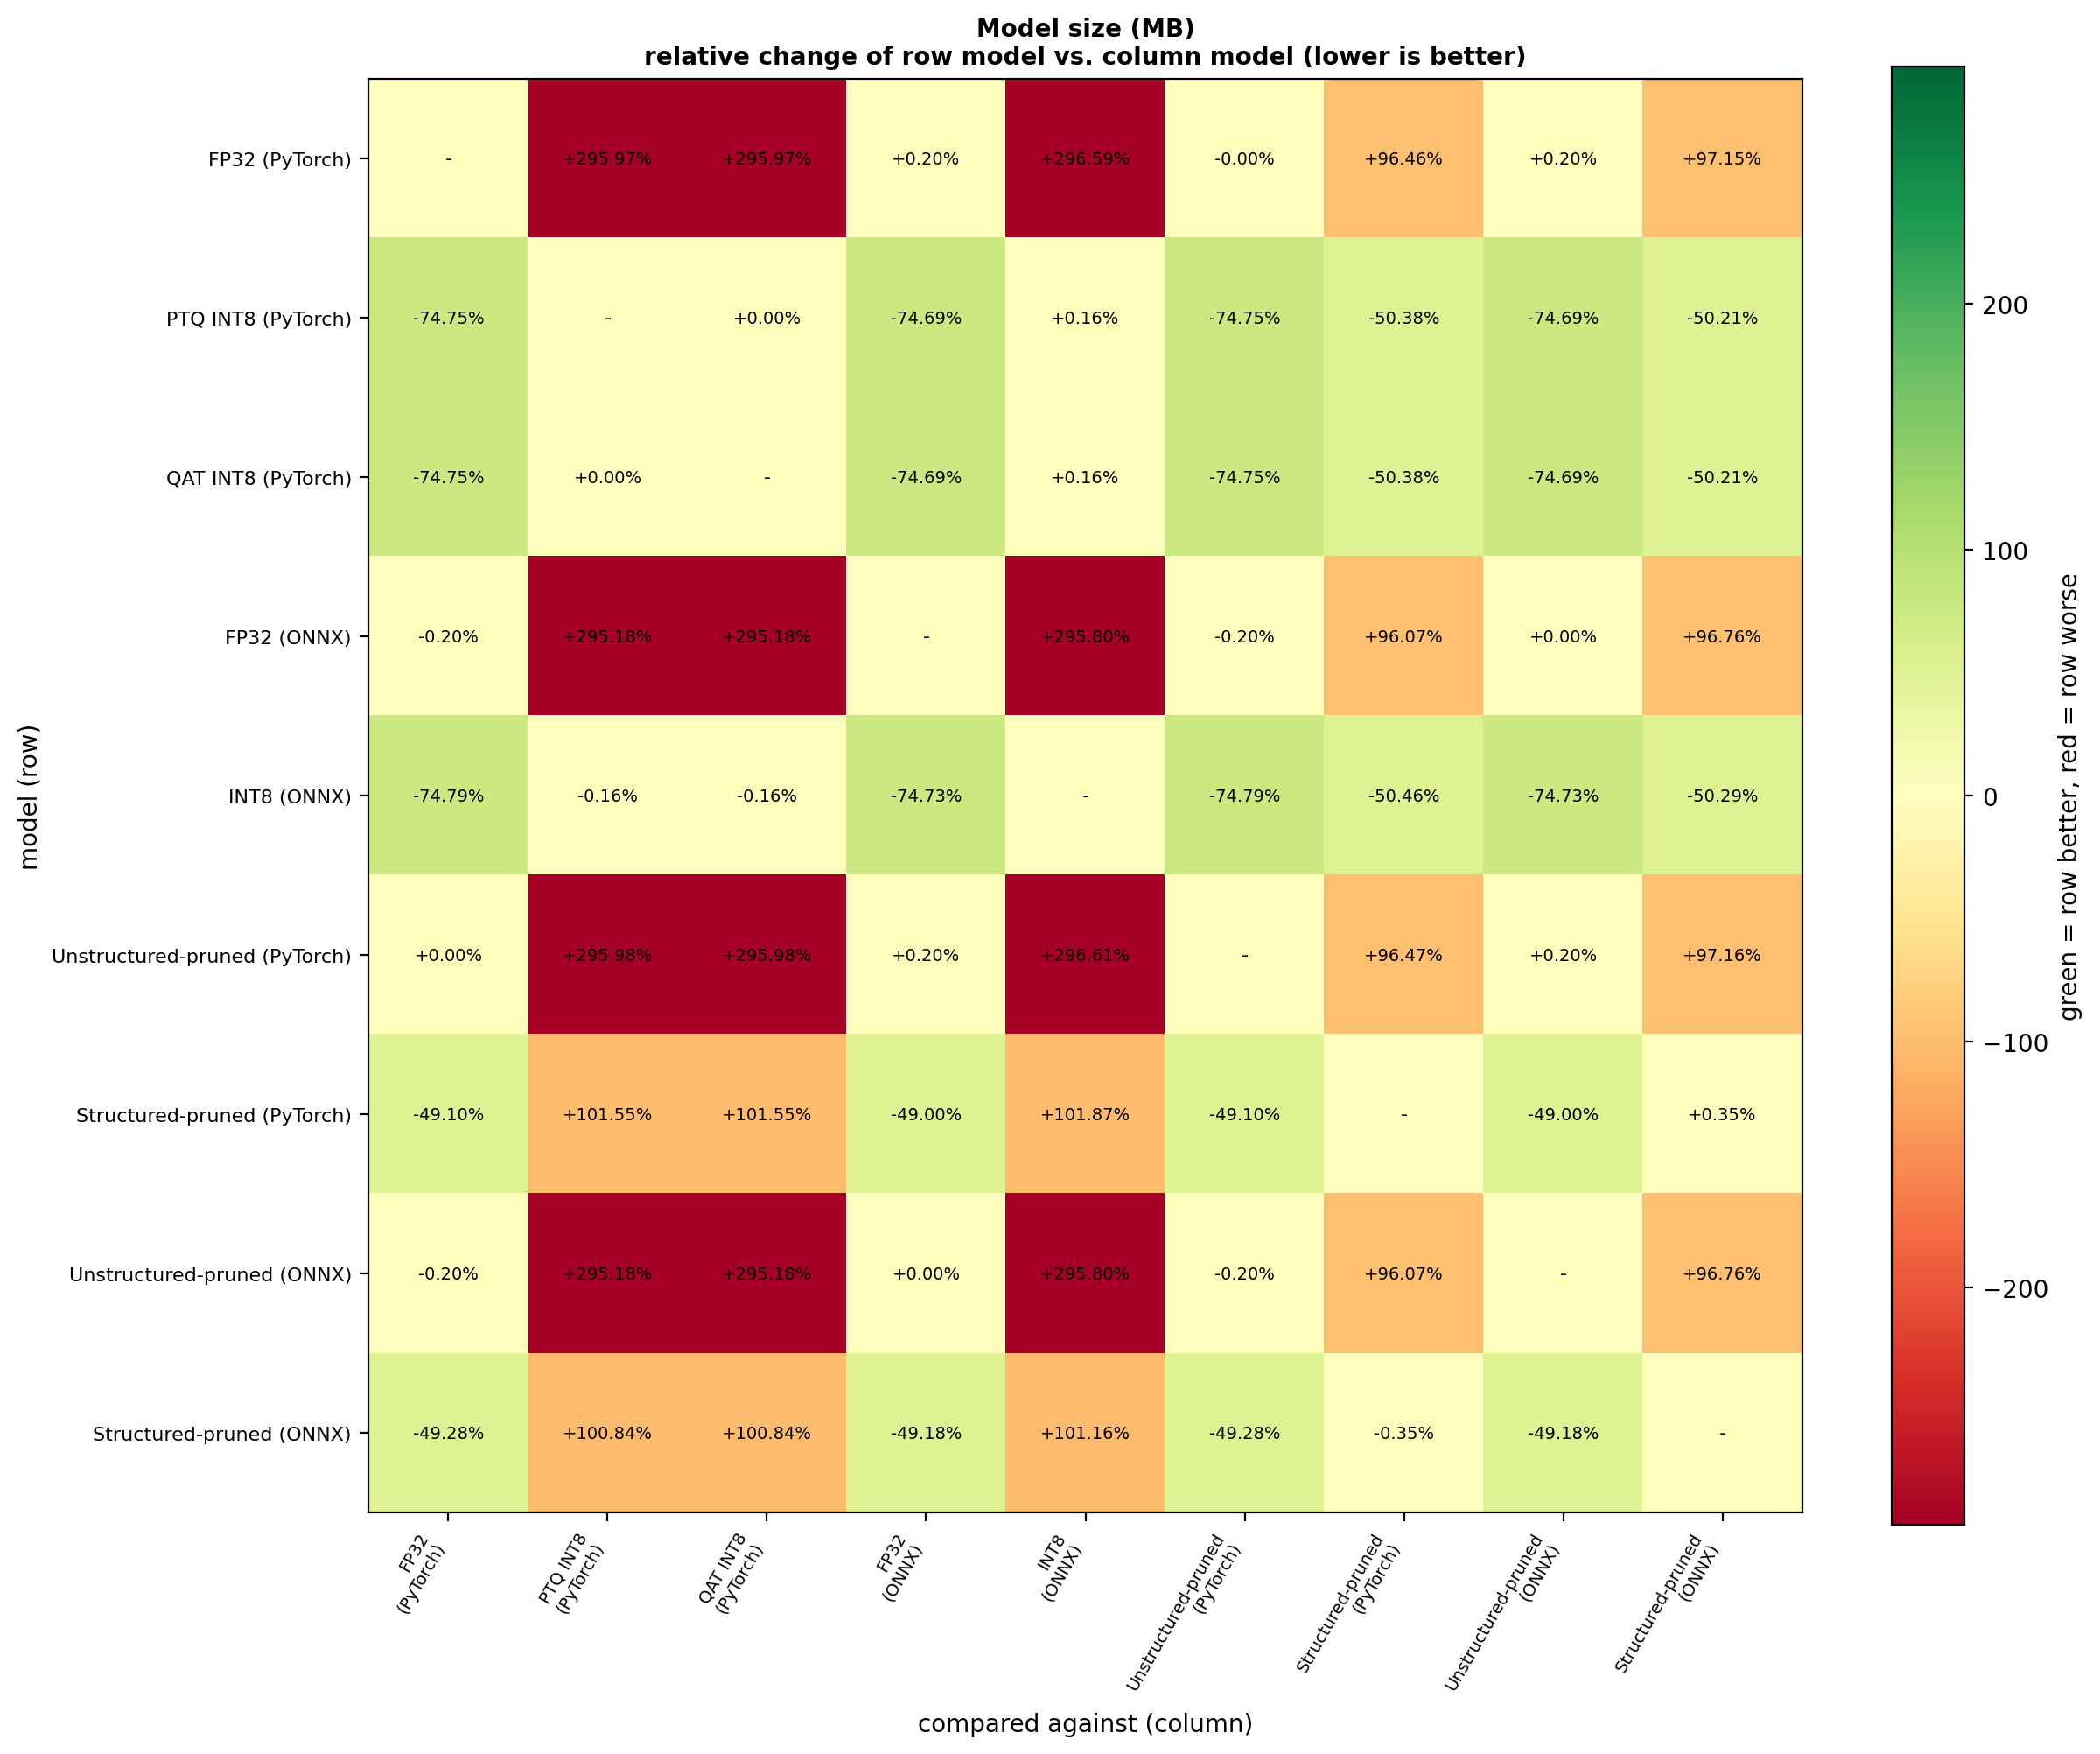 Model size (MB)
relative change of row model vs. column model (lower is better)
model (row)
FP32 (PyTorch) - +295.97% +295.97% +0.20% +296.59% -0.00% +96.46% +0.20% +97.15%
PTQ INT8 (PyTorch) -74.75% - +0.00% -74.69% +0.16% -74.75% -50.38% -74.69% -50.21%
QAT INT8 (PyTorch) -74.75% +0.00% - -74.69% +0.16% -74.75% -50.38% -74.69% -50.21%
FP32 (ONNX) -0.20% +295.18% +295.18% - +295.80% -0.20% +96.07% +0.00% +96.76%
INT8 (ONNX) -74.79% -0.16% -0.16% -74.73% - -74.79% -50.46% -74.73% -50.29%
Unstructured-pruned (PyTorch) +0.00% +295.98% +295.98% +0.20% +296.61% - +96.47% +0.20% +97.16%
Structured-pruned (PyTorch) -49.10% +101.55% +101.55% -49.00% +101.87% -49.10% - -49.00% +0.35%
Unstructured-pruned (ONNX) -0.20% +295.18% +295.18% +0.00% +295.80% -0.20% +96.07% - +96.76%
Structured-pruned (ONNX) -49.28% +100.84% +100.84% -49.18% +101.16% -49.28% -0.35% -49.18% -
FP32
(PyTorch)
PTQ INT8
(PyTorch)
QAT INT8
(PyTorch)
FP32
(ONNX)
INT8
(ONNX)
Unstructured-pruned
(PyTorch)
Structured-pruned
(PyTorch)
Unstructured-pruned
(ONNX)
Structured-pruned
(ONNX)
compared against (column)
200
100
0
−100
−200
green = row better, red = row worse